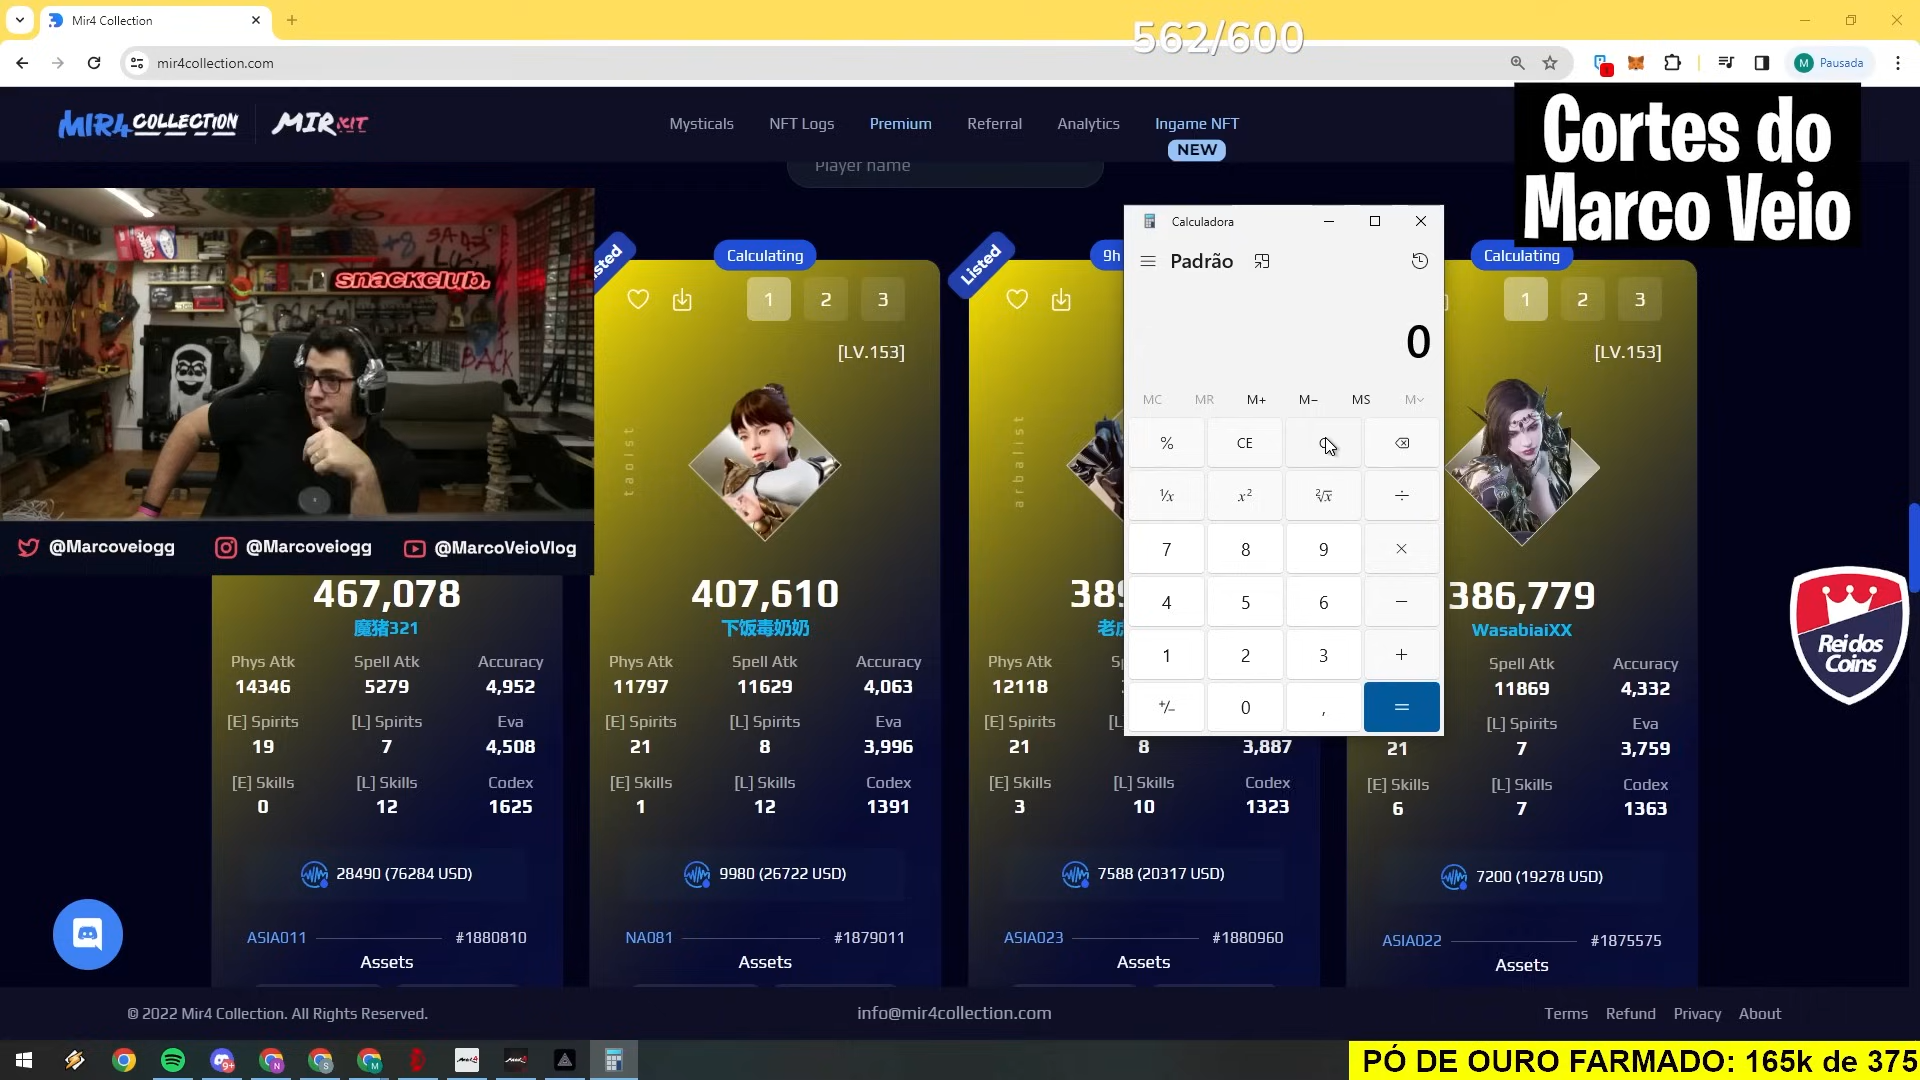 Mir4 Collection
562/600
mir4collection.com
M Pausada
MIR4 COLLECTION
MIR KIT
Mysticals
NFT Logs
Premium
Referral
Analytics
Ingame NFT
NEW
Player name
Cortes do
Marco Veio
snackclub.
@Marcoveiogg
@Marcoveiogg
@MarcoVeioVlog
467,078
魔猪321
Phys Atk Spell Atk Accuracy
14346 5279 4,952
[E] Spirits [L] Spirits Eva
19 7 4,508
[E] Skills [L] Skills Codex
0 12 1625
28490 (76284 USD)
ASIA011 #1880810
Assets
Calculating
1 2 3
[LV.153]
taoist
407,610
下饭毒奶奶
Phys Atk Spell Atk Accuracy
11797 11629 4,063
[E] Spirits [L] Spirits Eva
21 8 3,996
[E] Skills [L] Skills Codex
1 12 1391
9980 (26722 USD)
NA081 #1879011
Assets
Listed
9h
arbalist
Phys Atk
12118
[E] Spirits
21 8 3,887
[E] Skills [L] Skills Codex
3 10 1323
7588 (20317 USD)
ASIA023 #1880960
Assets
Calculadora
Padrão
0
MC MR M+ M− MS M
% CE
1/x x² ²√x ÷
7 8 9 ×
4 5 6 −
1 2 3 +
+/− 0 , =
Calculating
1 2 3
[LV.153]
386,779
WasabiaiXX
Spell Atk Accuracy
11869 4,332
[L] Spirits Eva
21 7 3,759
[E] Skills [L] Skills Codex
6 7 1363
7200 (19278 USD)
ASIA022 #1875575
Assets
Rei dos
Coins
© 2022 Mir4 Collection. All Rights Reserved.
info@mir4collection.com
Terms
Refund
Privacy
About
PÓ DE OURO FARMADO: 165k de 375